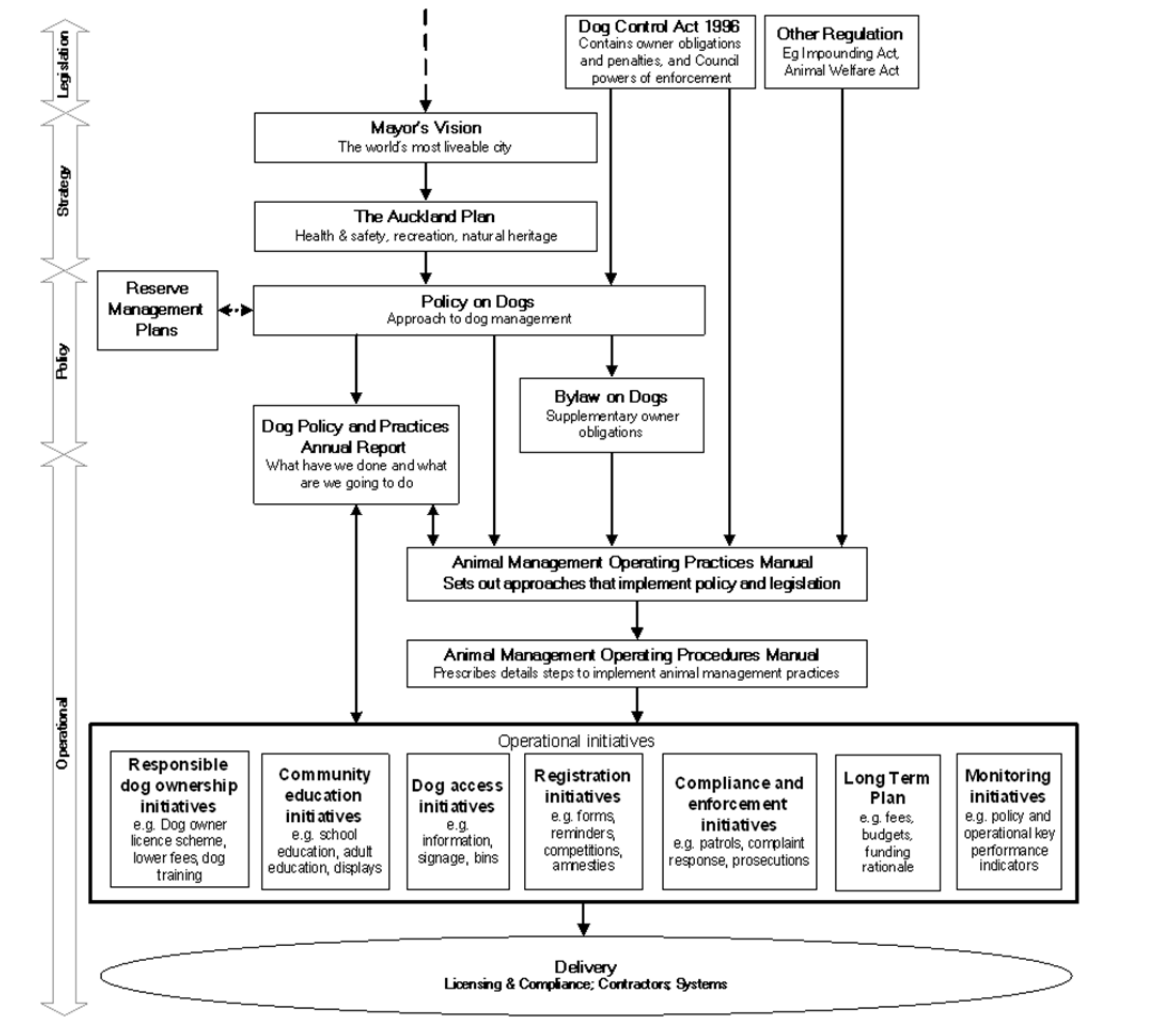 Legislation
Dog Control Act 1996
Contains owner obligations
and penalties, and Council
powers of enforcement
Other Regulation
Eg Impounding Act,
Animal Welfare Act
Strategy
Mayor's Vision
The world's most liveable city
The Auckland Plan
Health & safety, recreation, natural heritage
Policy
Reserve
Management
Plans
Policy on Dogs
Approach to dog management
Dog Policy and Practices
Annual Report
What have we done and what
are we going to do
Bylaw on Dogs
Supplementary owner
obligations
Operational
Animal Management Operating Practices Manual
Sets out approaches that implement policy and legislation
Animal Management Operating Procedures Manual
Prescribes details steps to implement animal management practices
Operational initiatives
Responsible
dog ownership
initiatives
e.g. Dog owner
licence scheme,
lower fees, dog
training
Community
education
initiatives
e.g. school
education, adult
education, displays
Dog access
initiatives
e.g.
information,
signage, bins
Registration
initiatives
e.g. forms,
reminders,
competitions,
amnesties
Compliance and
enforcement
initiatives
e.g. patrols, complaint
response, prosecutions
Long Term
Plan
e.g. fees,
budgets,
funding
rationale
Monitoring
initiatives
e.g. policy and
operational key
performance
indicators
Delivery
Licensing & Compliance; Contractors; Systems